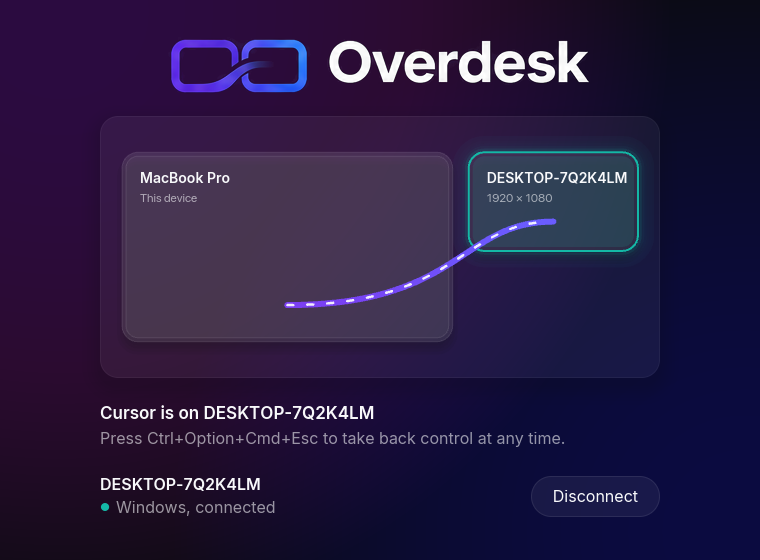 Overdesk
MacBook Pro
This device
DESKTOP-7Q2K4LM
1920 × 1080
Cursor is on DESKTOP-7Q2K4LM
Press Ctrl+Option+Cmd+Esc to take back control at any time.
DESKTOP-7Q2K4LM
Windows, connected
Disconnect